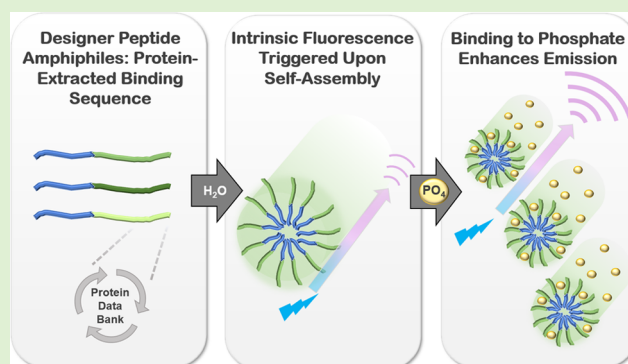 Designer Peptide
Amphiphiles: Protein-
Extracted Binding
Sequence
Protein
Data
Bank
H₂O
Intrinsic Fluorescence
Triggered Upon
Self-Assembly
PO₄
Binding to Phosphate
Enhances Emission